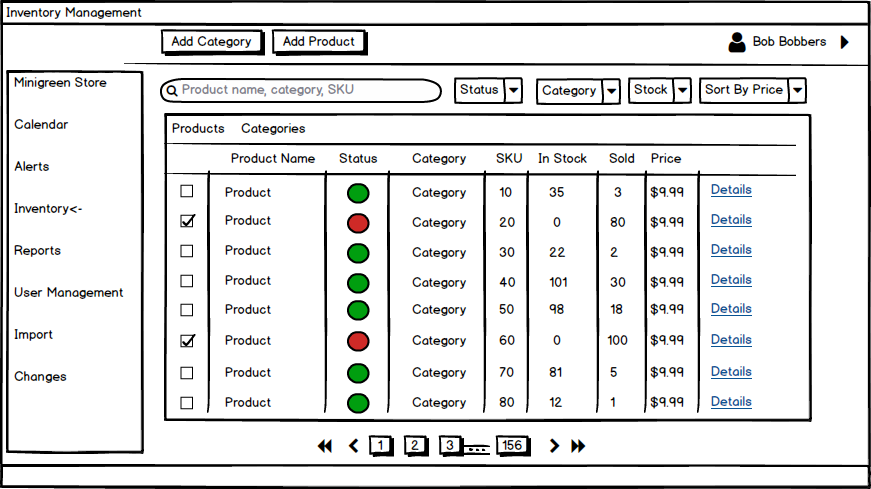 Inventory Management
Add Category Add Product Bob Bobbers
Minigreen Store
Calendar
Alerts
Inventory<-
Reports
User Management
Import
Changes
Product name, category, SKU Status Category Stock Sort By Price
Products Categories
Product Name Status Category SKU In Stock Sold Price
Product Category 10 35 3 $9.99 Details
Product Category 20 0 80 $9.99 Details
Product Category 30 22 2 $9.99 Details
Product Category 40 101 30 $9.99 Details
Product Category 50 98 18 $9.99 Details
Product Category 60 0 100 $9.99 Details
Product Category 70 81 5 $9.99 Details
Product Category 80 12 1 $9.99 Details
1 2 3 ... 156